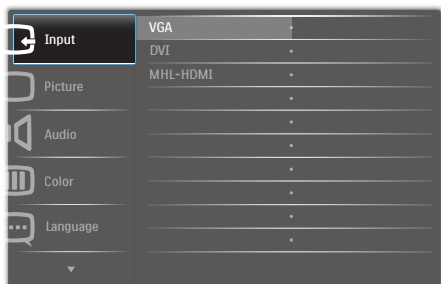 Input
Picture
Audio
Color
Language
VGA
DVI
MHL-HDMI